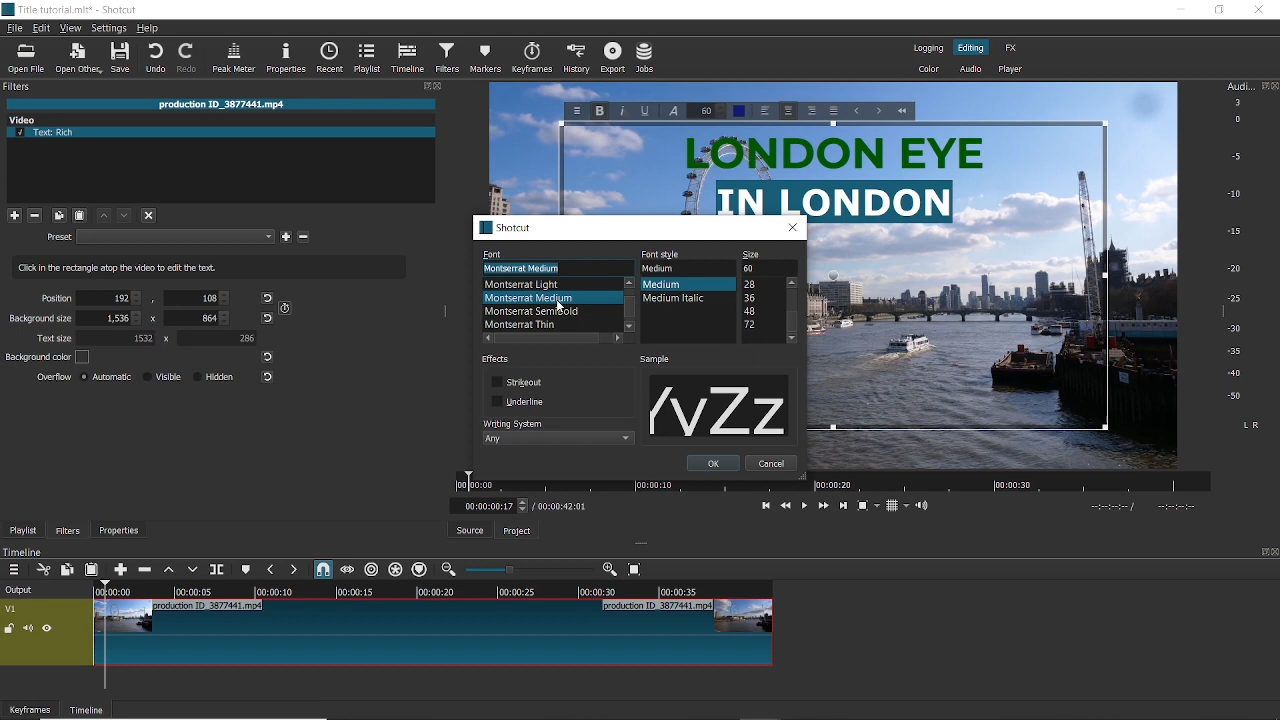 Title tutorial.mlt* - Shotcut
File Edit View Settings Help
Open File Open Other Save Undo Redo Peak Meter Properties Recent Playlist Timeline Filters Markers Keyframes History Export Jobs
Logging Editing FX
Color Audio Player
Filters
production ID_3877441.mp4
Video
Text: Rich
Preset
Click in the rectangle atop the video to edit the text.
Position 192 , 108
Background size 1,536 x 864
Text size 1532 x 286
Background color
Overflow Automatic Visible Hidden
B i U A 60
LONDON EYE
IN LONDON
Shotcut
Font Font style Size
Montserrat Medium Medium 60
Montserrat Light Medium 28
Montserrat Medium Medium Italic 36
Montserrat SemiBold 48
Montserrat Thin 72
Effects Sample
Strikeout
Underline
YvZz
Writing System
Any
OK Cancel
Audi...
3
0
-5
-10
-15
-20
-25
-30
-35
-40
-50
L R
00:00:00 00:00:10 00:00:20 00:00:30
00:00:00:17 / 00:00:42:01
--:--:--:-- / --:--:--:--
Playlist Filters Properties
Source Project
Timeline
Output 00:00:00 00:00:05 00:00:10 00:00:15 00:00:20 00:00:25 00:00:30 00:00:35
V1 production ID_3877441.mp4 production ID_3877441.mp4
Keyframes Timeline